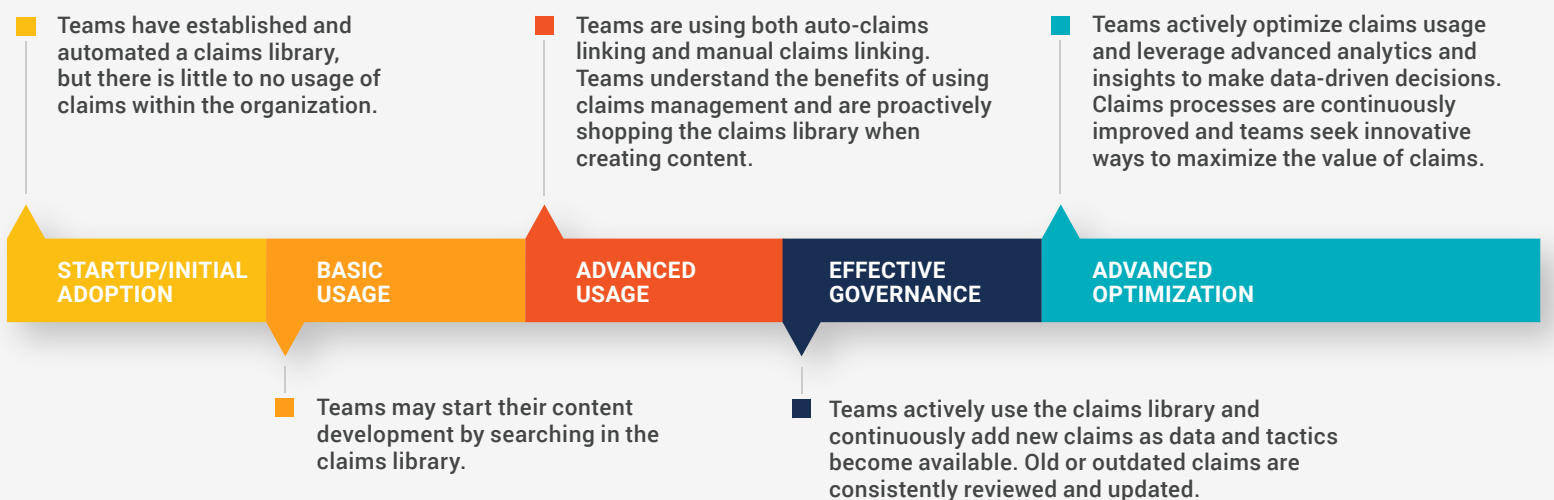 Teams have established and
automated a claims library,
but there is little to no usage of
claims within the organization.
Teams are using both auto-claims
linking and manual claims linking.
Teams understand the benefits of using
claims management and are proactively
shopping the claims library when
creating content.
Teams actively optimize claims usage
and leverage advanced analytics and
insights to make data-driven decisions.
Claims processes are continuously
improved and teams seek innovative
ways to maximize the value of claims.
STARTUP/INITIAL
ADOPTION
BASIC
USAGE
ADVANCED
USAGE
EFFECTIVE
GOVERNANCE
ADVANCED
OPTIMIZATION
Teams may start their content
development by searching in the
claims library.
Teams actively use the claims library and
continuously add new claims as data and tactics
become available. Old or outdated claims are
consistently reviewed and updated.